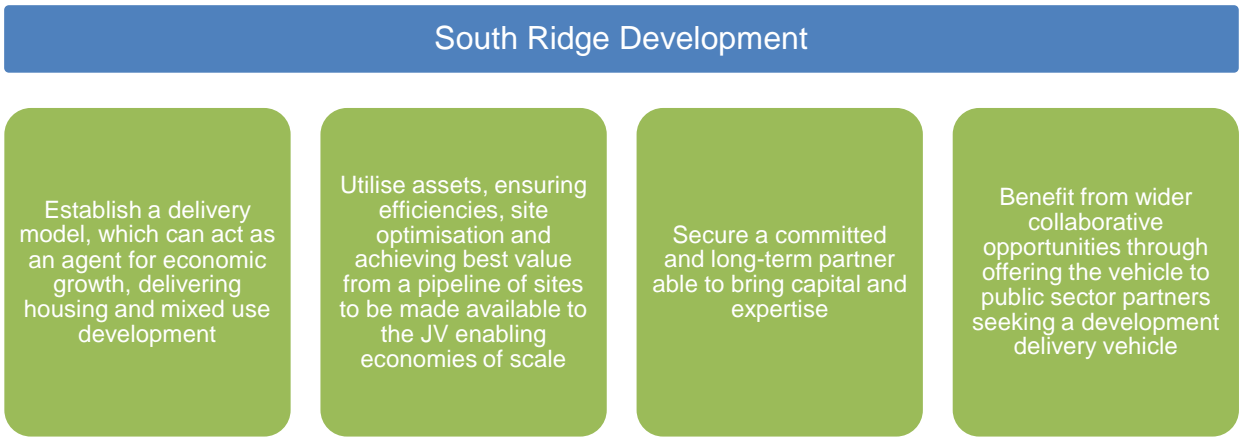 South Ridge Development
Establish a delivery
model, which can act as
an agent for economic
growth, delivering
housing and mixed use
development
Utilise assets, ensuring
efficiencies, site
optimisation and
achieving best value
from a pipeline of sites
to be made available to
the JV enabling
economies of scale
Secure a committed
and long-term partner
able to bring capital and
expertise
Benefit from wider
collaborative
opportunities through
offering the vehicle to
public sector partners
seeking a development
delivery vehicle